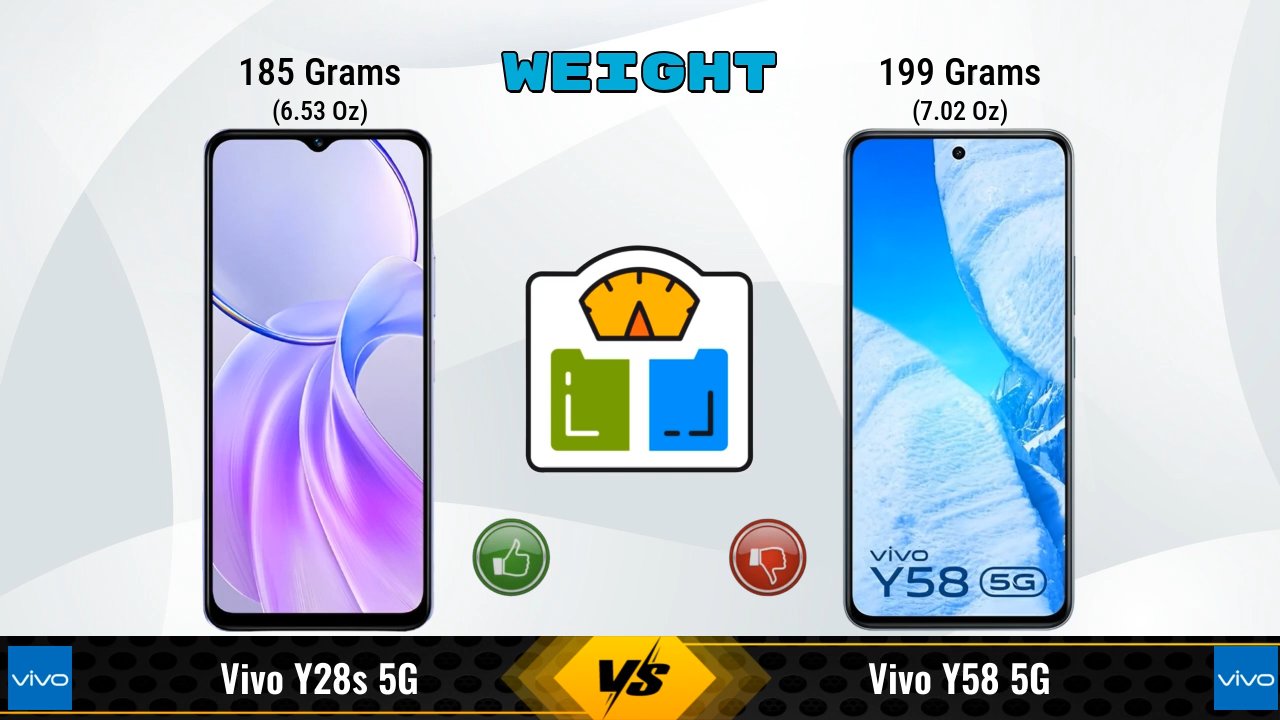 WEIGHT
185 Grams
(6.53 Oz)
199 Grams
(7.02 Oz)
vivo
Y58 5G
vivo
Vivo Y28s 5G
VS
Vivo Y58 5G
vivo